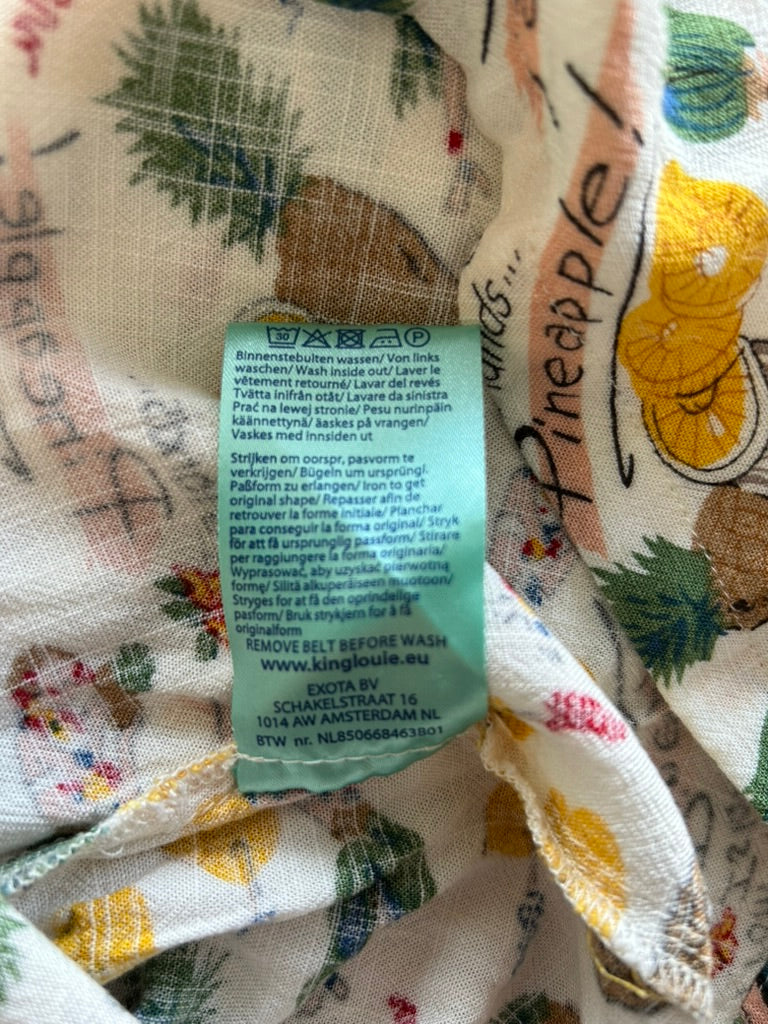 30
Binnenstebuiten wassen/ Von links
waschen/ Wash inside out/ Laver le
vêtement retourné/ Lavar del revés
Tvätta inifrån otåt/ Lavare da sinistra
Prać na lewej stronie/ Pesu nurinpäin
käännettynä/ äaskes på vrangen/
Vaskes med innsiden ut
Strijken om oorspr, pasvorm te
verkrijgen/ Bügeln um ursprüngl.
Paßform zu erlangen/ Iron to get
original shape/ Repasser afin de
retrouver la forme initiale/ Planchar
para conseguir la forma original/ Stryk
för att få ursprunglig passform/ Stirare
per raggiungere la forma originaria/
Wyprasować, aby uzyskać pierwotną
formę/ Silitä alkuperäiseen muotoon/
Stryges for at få den oprindelige
pasform/ Bruk strykjern for å få
originalform
REMOVE BELT BEFORE WASH
www.kinglouie.eu
EXOTA BV
SCHAKELSTRAAT 16
1014 AW AMSTERDAM NL
BTW nr. NL850668463B01
P
Pineapple!